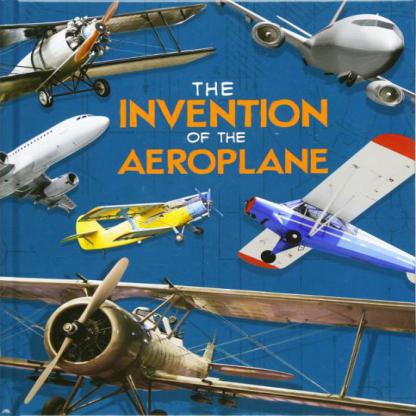 THE
INVENTION
OF THE
AEROPLANE